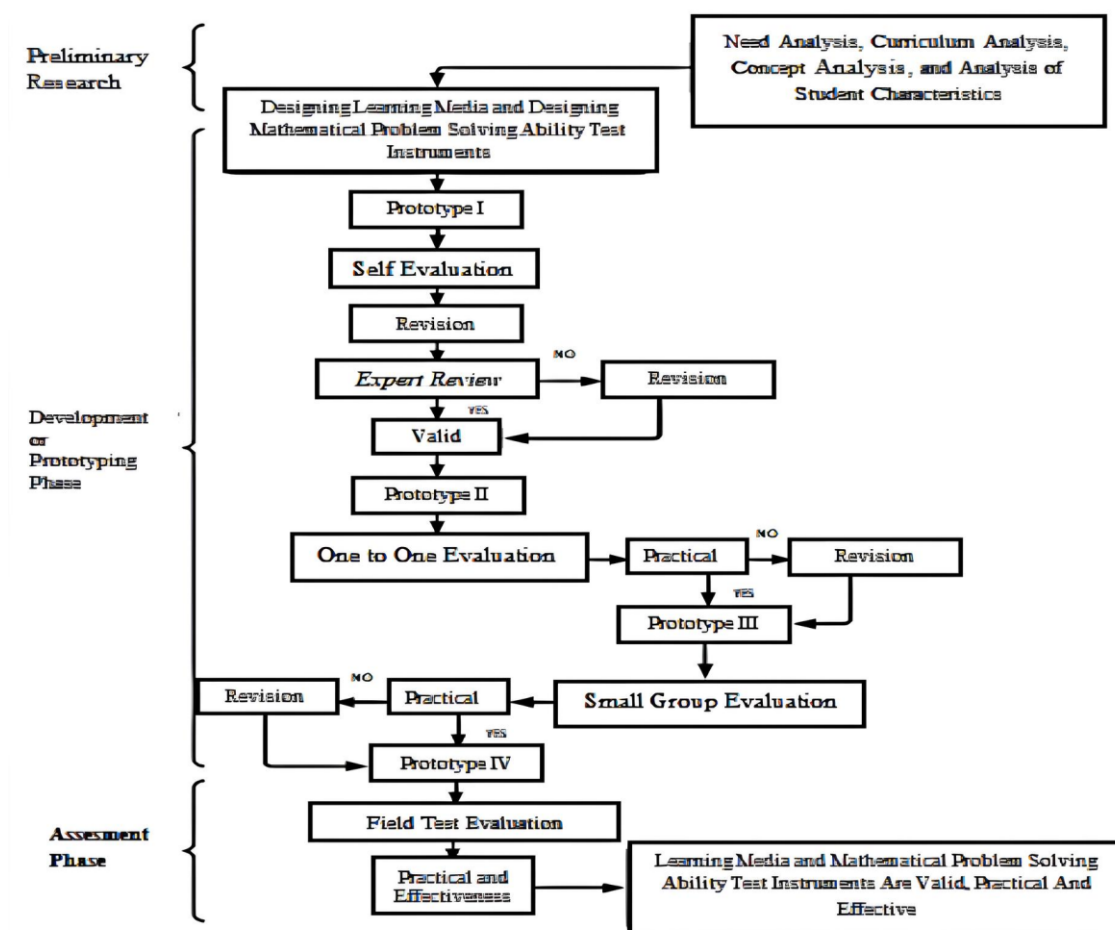 Preliminary
Research
Need Analysis, Curriculum Analysis,
Concept Analysis, and Analysis of
Student Characteristics
Designing Learning Media and Designing
Mathematical Problem Solving Ability Test
Instruments
Prototype I
Self Evaluation
Revision
Expert Review
NO
Revision
YES
Valid
Development
or
Prototyping
Phase
Prototype II
One to One Evaluation
Practical
NO
Revision
YES
Prototype III
Small Group Evaluation
Practical
NO
Revision
YES
Prototype IV
Assesment
Phase
Field Test Evaluation
Practical and
Effectiveness
Learning Media and Mathematical Problem Solving
Ability Test Instruments Are Valid, Practical And
Effective